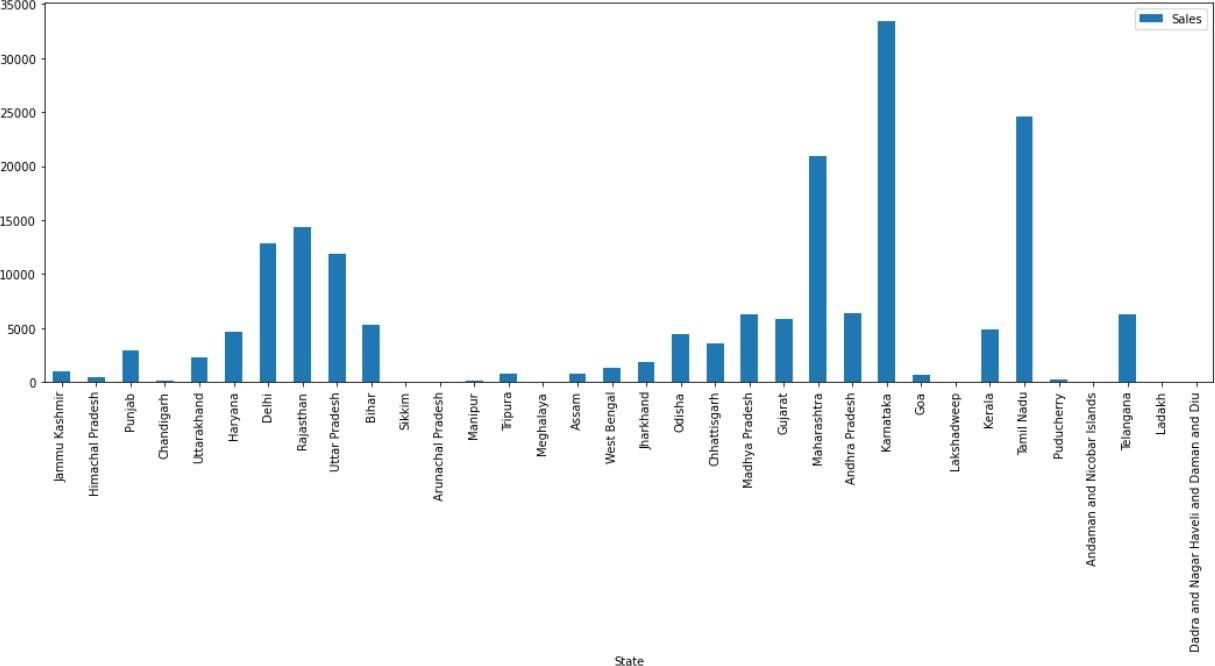 35000
30000
25000
20000
15000
10000
5000
0
Sales
Jammu Kashmir
Himachal Pradesh
Punjab
Chandigarh
Uttarakhand
Haryana
Delhi
Rajasthan
Uttar Pradesh
Bihar
Sikkim
Arunachal Pradesh
Manipur
Tripura
Meghalaya
Assam
West Bengal
Jharkhand
Odisha
Chhattisgarh
Madhya Pradesh
Gujarat
Maharashtra
Andhra Pradesh
Karnataka
Goa
Lakshadweep
Kerala
Tamil Nadu
Puducherry
Andaman and Nicobar Islands
Telangana
Ladakh
Dadra and Nagar Haveli and Daman and Diu
State